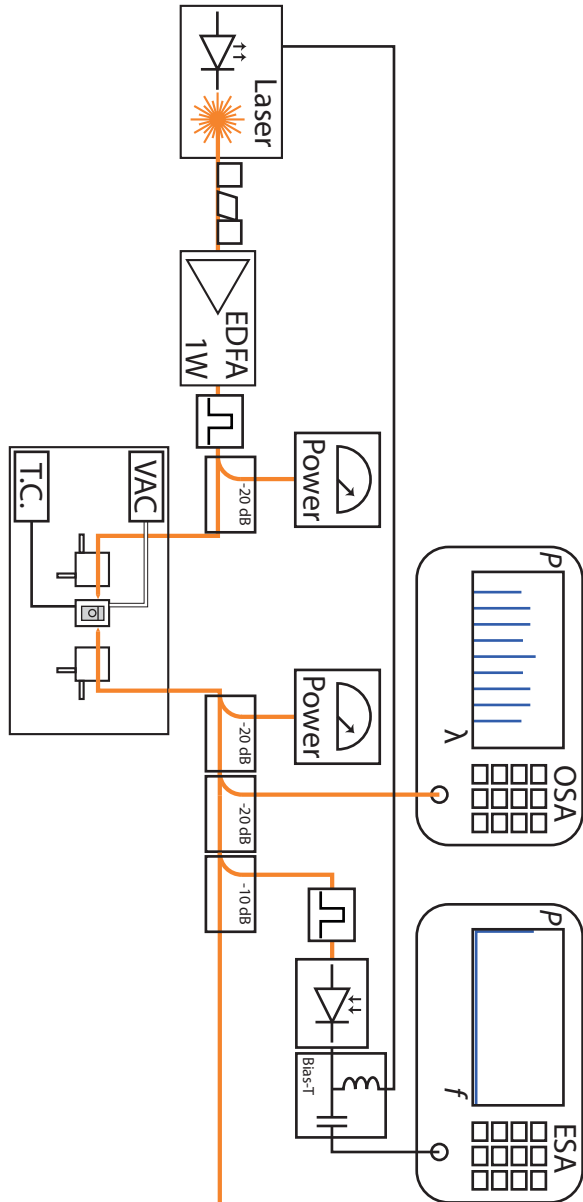 Laser
EDFA
1W
Power
-20 dB
VAC
T.C.
Power
-20 dB
-20 dB
-10 dB
Bias-T
P
λ
OSA
P
f
ESA